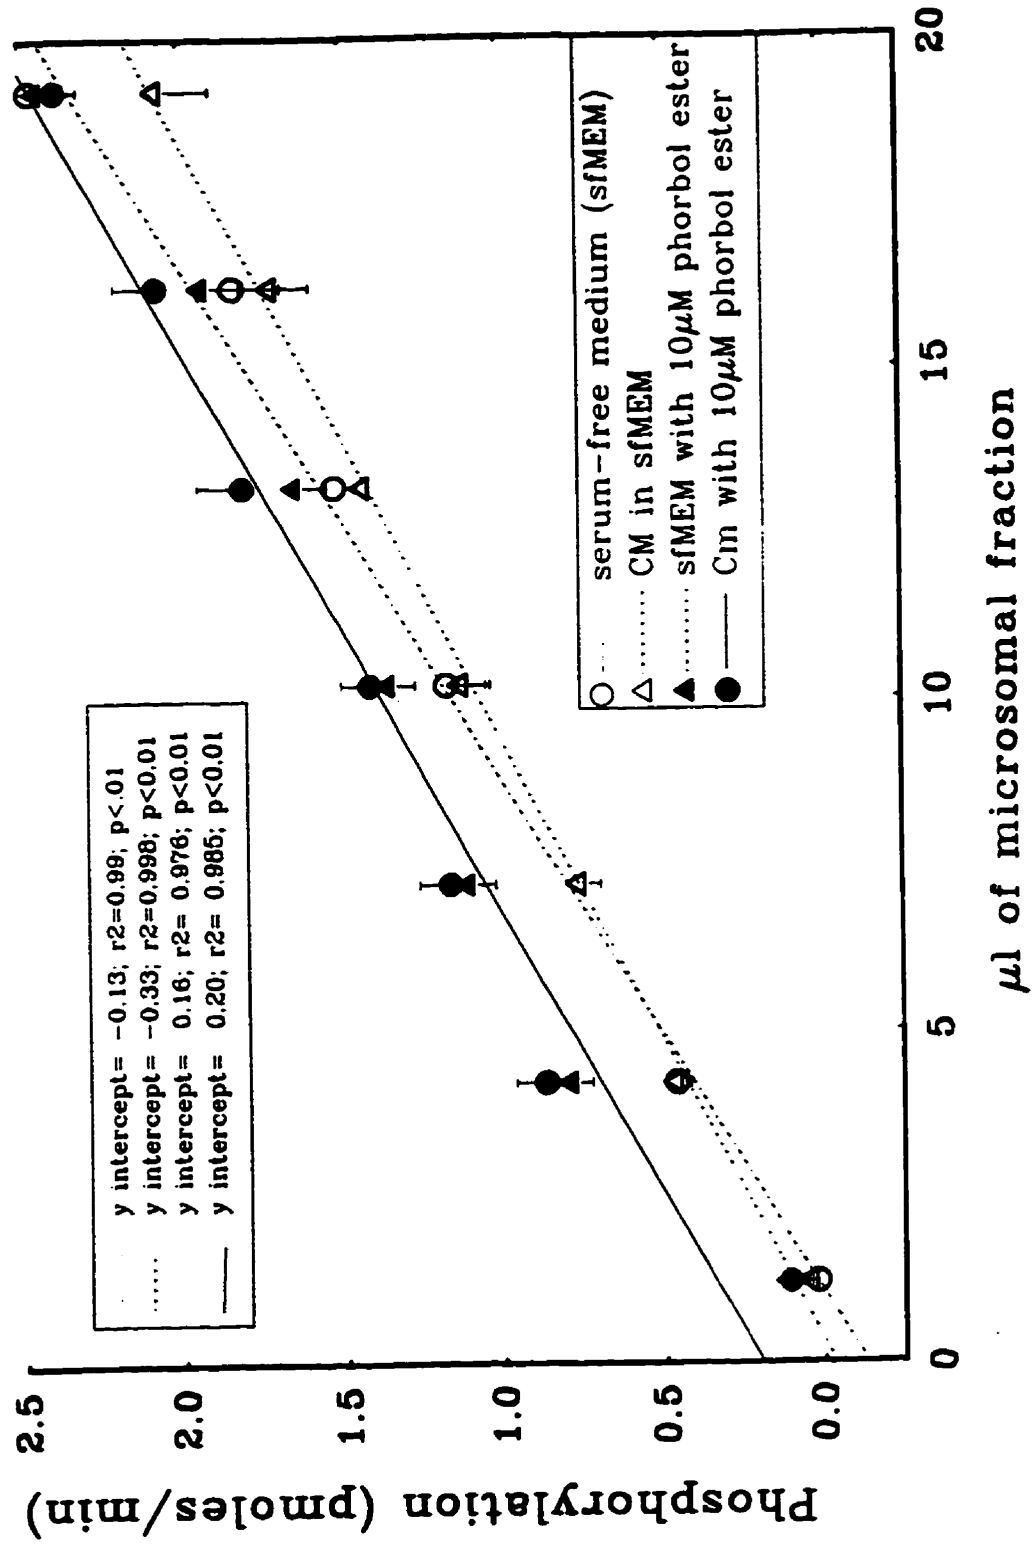 Phosphorylation (pmoles/min)
2.5
2.0
1.5
1.0
0.5
0.0
y intercept= −0.13; r2=0.99; p<.01
y intercept= −0.33; r2=0.998; p<0.01
y intercept= 0.16; r2= 0.976; p<0.01
y intercept= 0.20; r2= 0.985; p<0.01
serum−free medium (sfMEM)
CM in sfMEM
sfMEM with 10μM phorbol ester
Cm with 10μM phorbol ester
0
5
10
15
20
μl of microsomal fraction